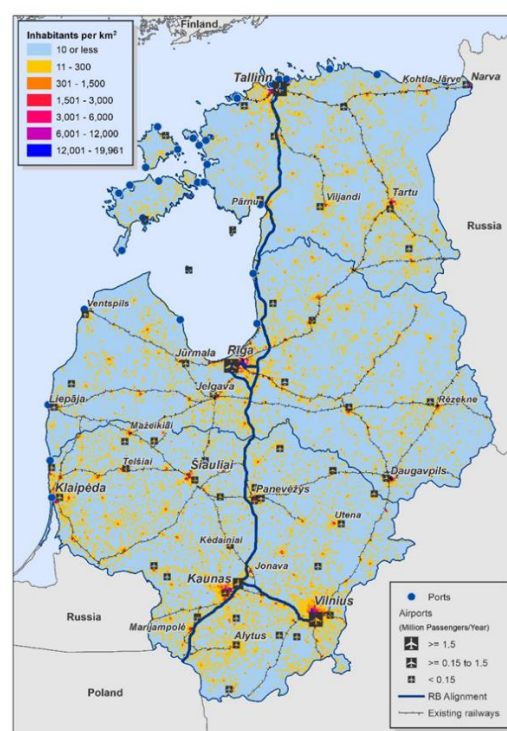 Finland
Inhabitants per km²
10 or less
11 - 300
301 - 1,500
1,501 - 3,000
3,001 - 6,000
6,001 - 12,000
12,001 - 19,961
Tallinn
Kohtla-Järve
Narva
Pärnu
Viljandi
Tartu
Russia
Ventspils
Jūrmala
Rīga
Jelgava
Liepāja
Rēzekne
Mažeikiai
Telšiai
Šiauliai
Daugavpils
Klaipėda
Panevėžys
Utena
Kėdainiai
Jonava
Kaunas
Vilnius
Russia
Marijampolė
Alytus
Poland
Ports
Airports
(Million Passengers/Year)
>= 1.5
>= 0.15 to 1.5
< 0.15
RB Alignment
Existing railways